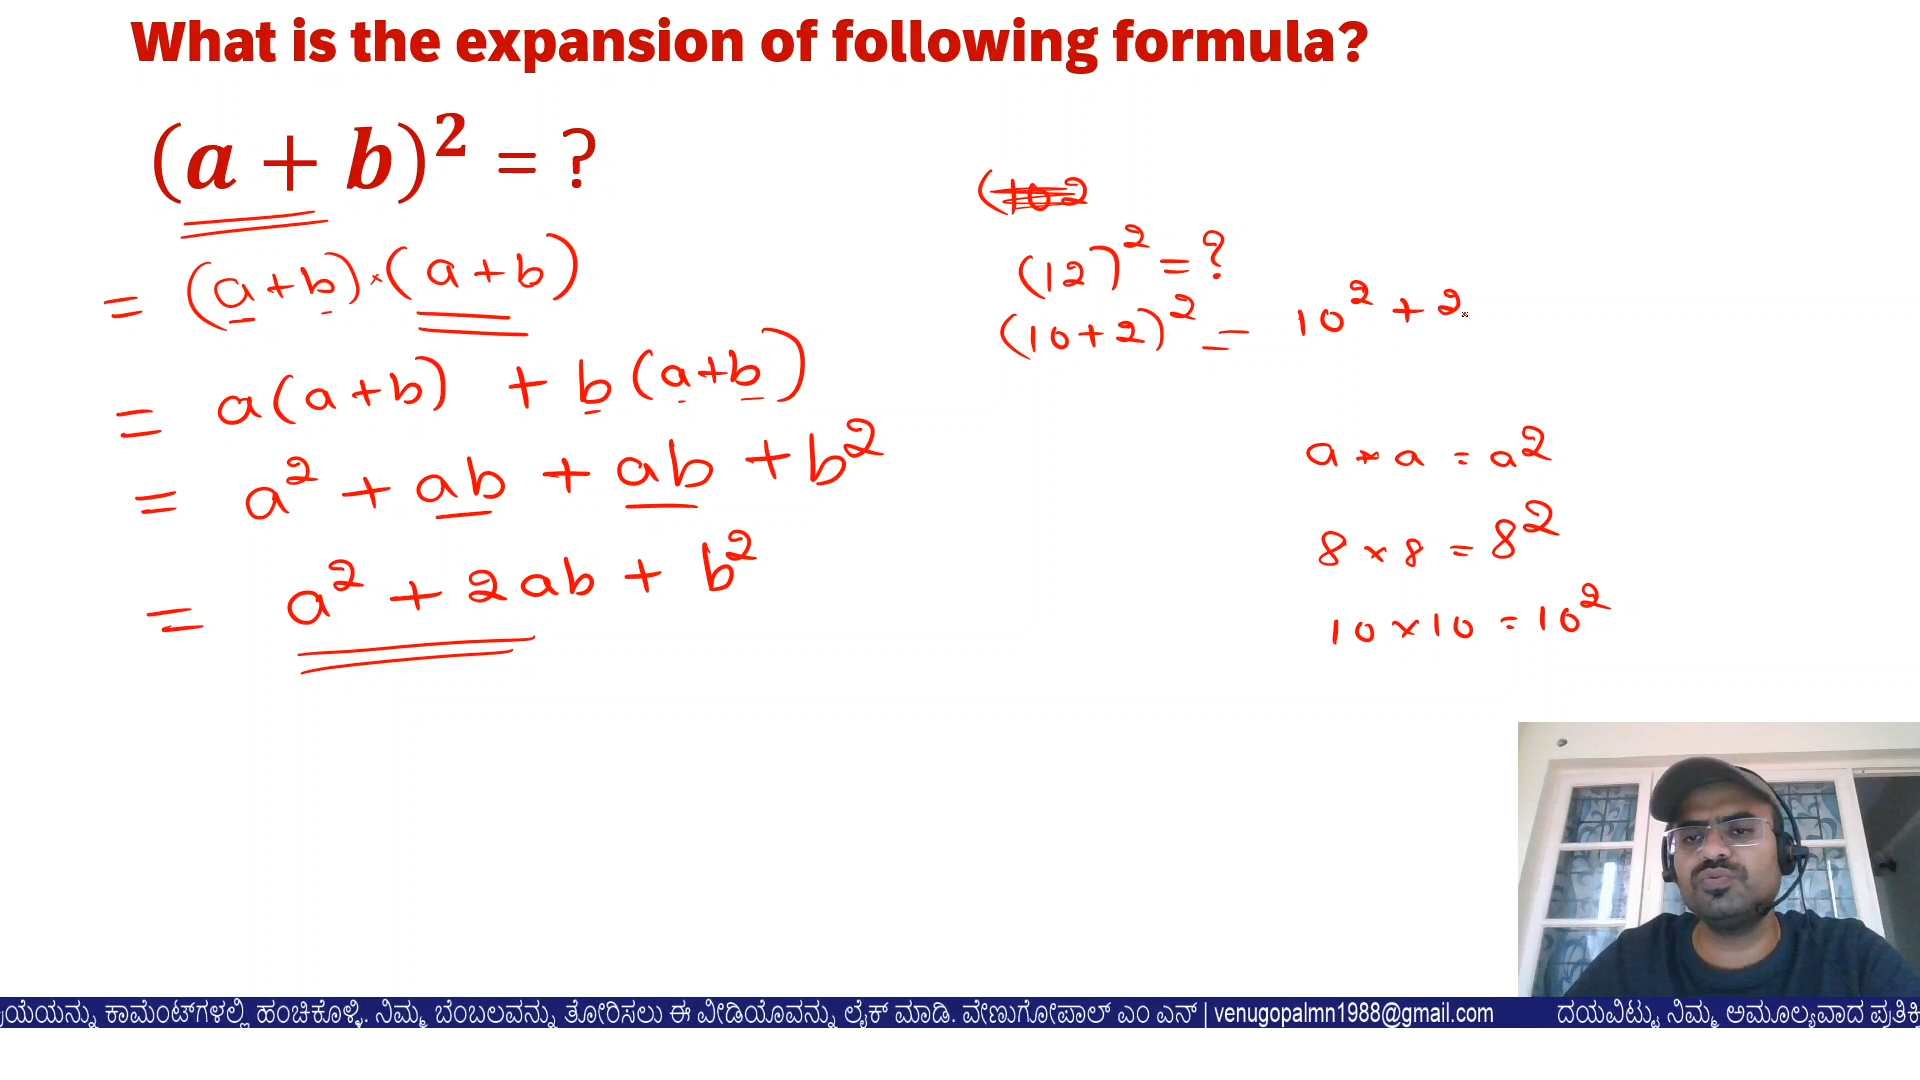 What is the expansion of following formula?
(a + b)² = ?
= (a+b) × (a+b)
= a(a+b) + b(a+b)
= a² + ab + ab + b²
= a² + 2ab + b²
(12)² = ?
(10+2)² = 10² + 2
a * a = a²
8 × 8 = 8²
10 × 10 = 10²
ಕಾಮೆಂಟ್‌ಗಳಲ್ಲಿ ಹಂಚಿಕೊಳ್ಳಿ. ನಿಮ್ಮ ಬೆಂಬಲವನ್ನು ತೋರಿಸಲು ಈ ವೀಡಿಯೊವನ್ನು ಲೈಕ್ ಮಾಡಿ. ವೇಣುಗೋಪಾಲ್ ಎಂ ಎನ್ | venugopalmn1988@gmail.com ದಯವಿಟ್ಟು ನಿಮ್ಮ ಅಮೂಲ್ಯವಾದ